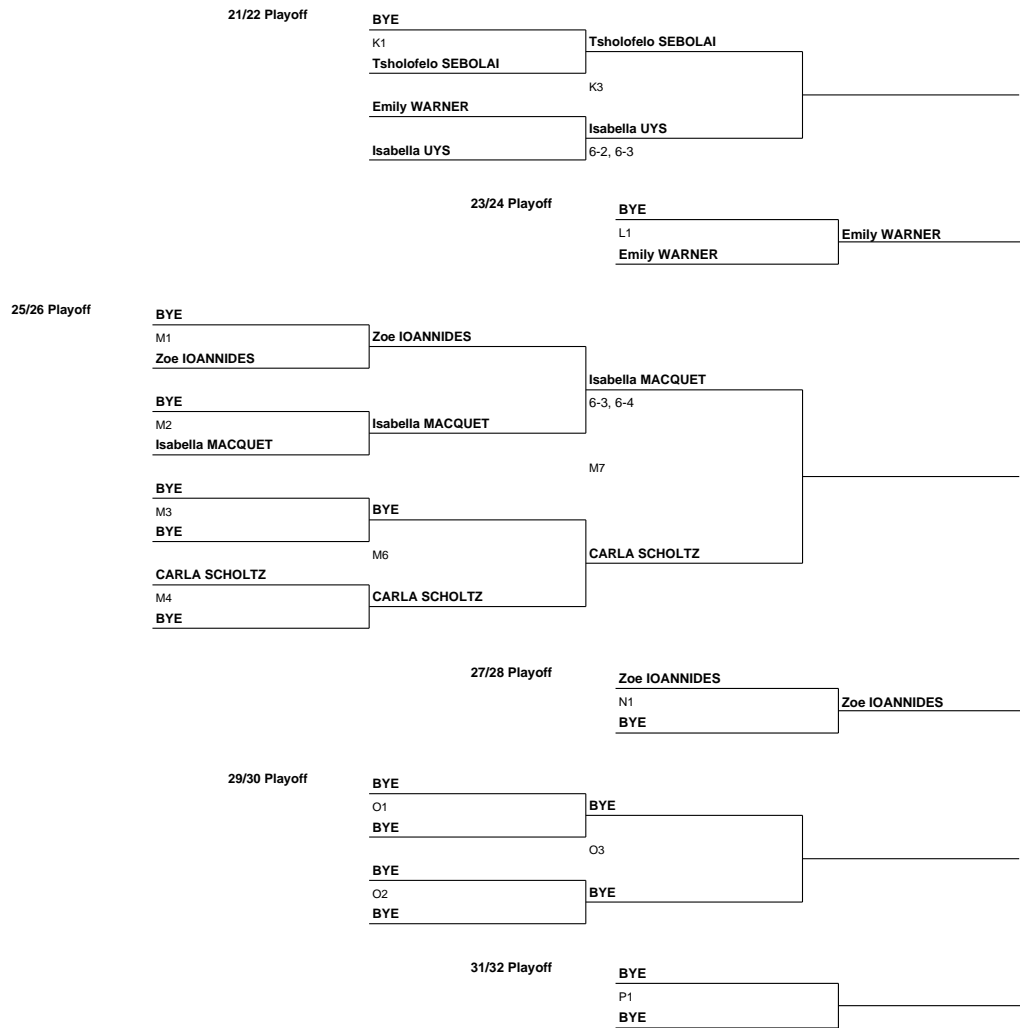 21/22 Playoff
BYE
K1
Tsholofelo SEBOLAI
Tsholofelo SEBOLAI
K3
Emily WARNER
Isabella UYS
Isabella UYS
6-2, 6-3
23/24 Playoff
BYE
L1
Emily WARNER
Emily WARNER
25/26 Playoff
BYE
M1
Zoe IOANNIDES
Zoe IOANNIDES
Isabella MACQUET
6-3, 6-4
BYE
M2
Isabella MACQUET
Isabella MACQUET
M7
BYE
M3
BYE
BYE
M6
CARLA SCHOLTZ
CARLA SCHOLTZ
M4
CARLA SCHOLTZ
BYE
27/28 Playoff
Zoe IOANNIDES
N1
Zoe IOANNIDES
BYE
29/30 Playoff
BYE
O1
BYE
BYE
O3
BYE
O2
BYE
BYE
31/32 Playoff
BYE
P1
BYE